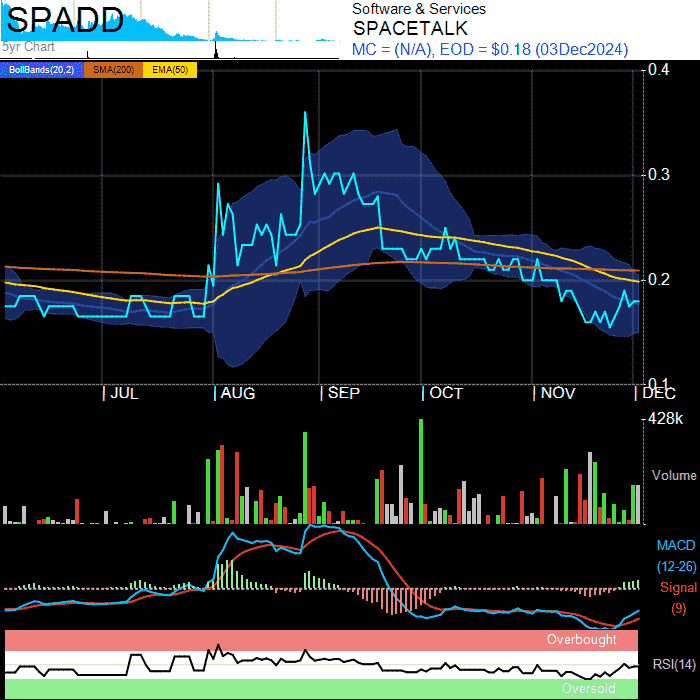 SPADD
5yr Chart
Software & Services
SPACETALK
MC = (N/A), EOD = $0.18 (03Dec2024)
BollBands(20,2) SMA(200) EMA(50)
0.4
0.3
0.2
0.1
JUL AUG SEP OCT NOV DEC
428k
Volume
MACD
(12-26)
Signal
(9)
Overbought
RSI(14)
Oversold